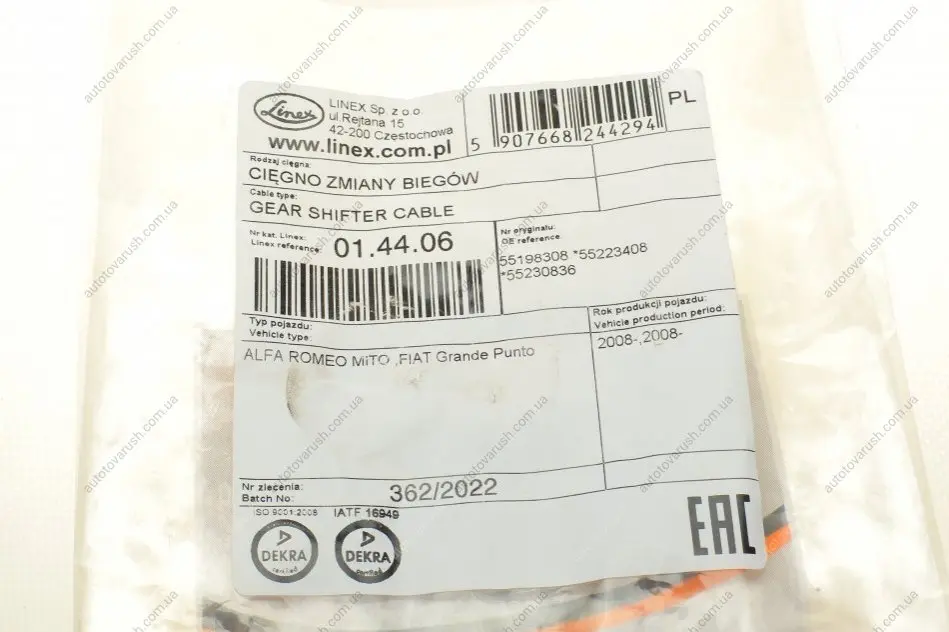 Linex
LINEX Sp. z o.o.
ul.Rejtana 15
42-200 Częstochowa
www.linex.com.pl
5 907668 244294
PL
Rodzaj cięgna:
CIĘGNO ZMIANY BIEGÓW
Cable type:
GEAR SHIFTER CABLE
Nr kat. Linex:
Linex reference:
01.44.06
Nr oryginału:
OE reference
55198308 *55223408
*55230836
Typ pojazdu:
Vehicle type:
ALFA ROMEO MiTO ,FIAT Grande Punto
Rok produkcji pojazdu:
Vehicle production period:
2008-,2008-
Nr zlecenia:
Batch No:
362/2022
ISO 9001:2008
IATF 16949
DEKRA
certified
DEKRA
certified
EAC
autotovarush.com.ua